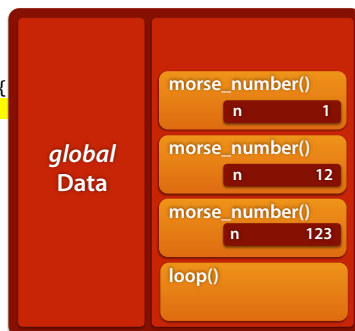 {
global
Data
morse_number()
n 1
morse_number()
n 12
morse_number()
n 123
loop()